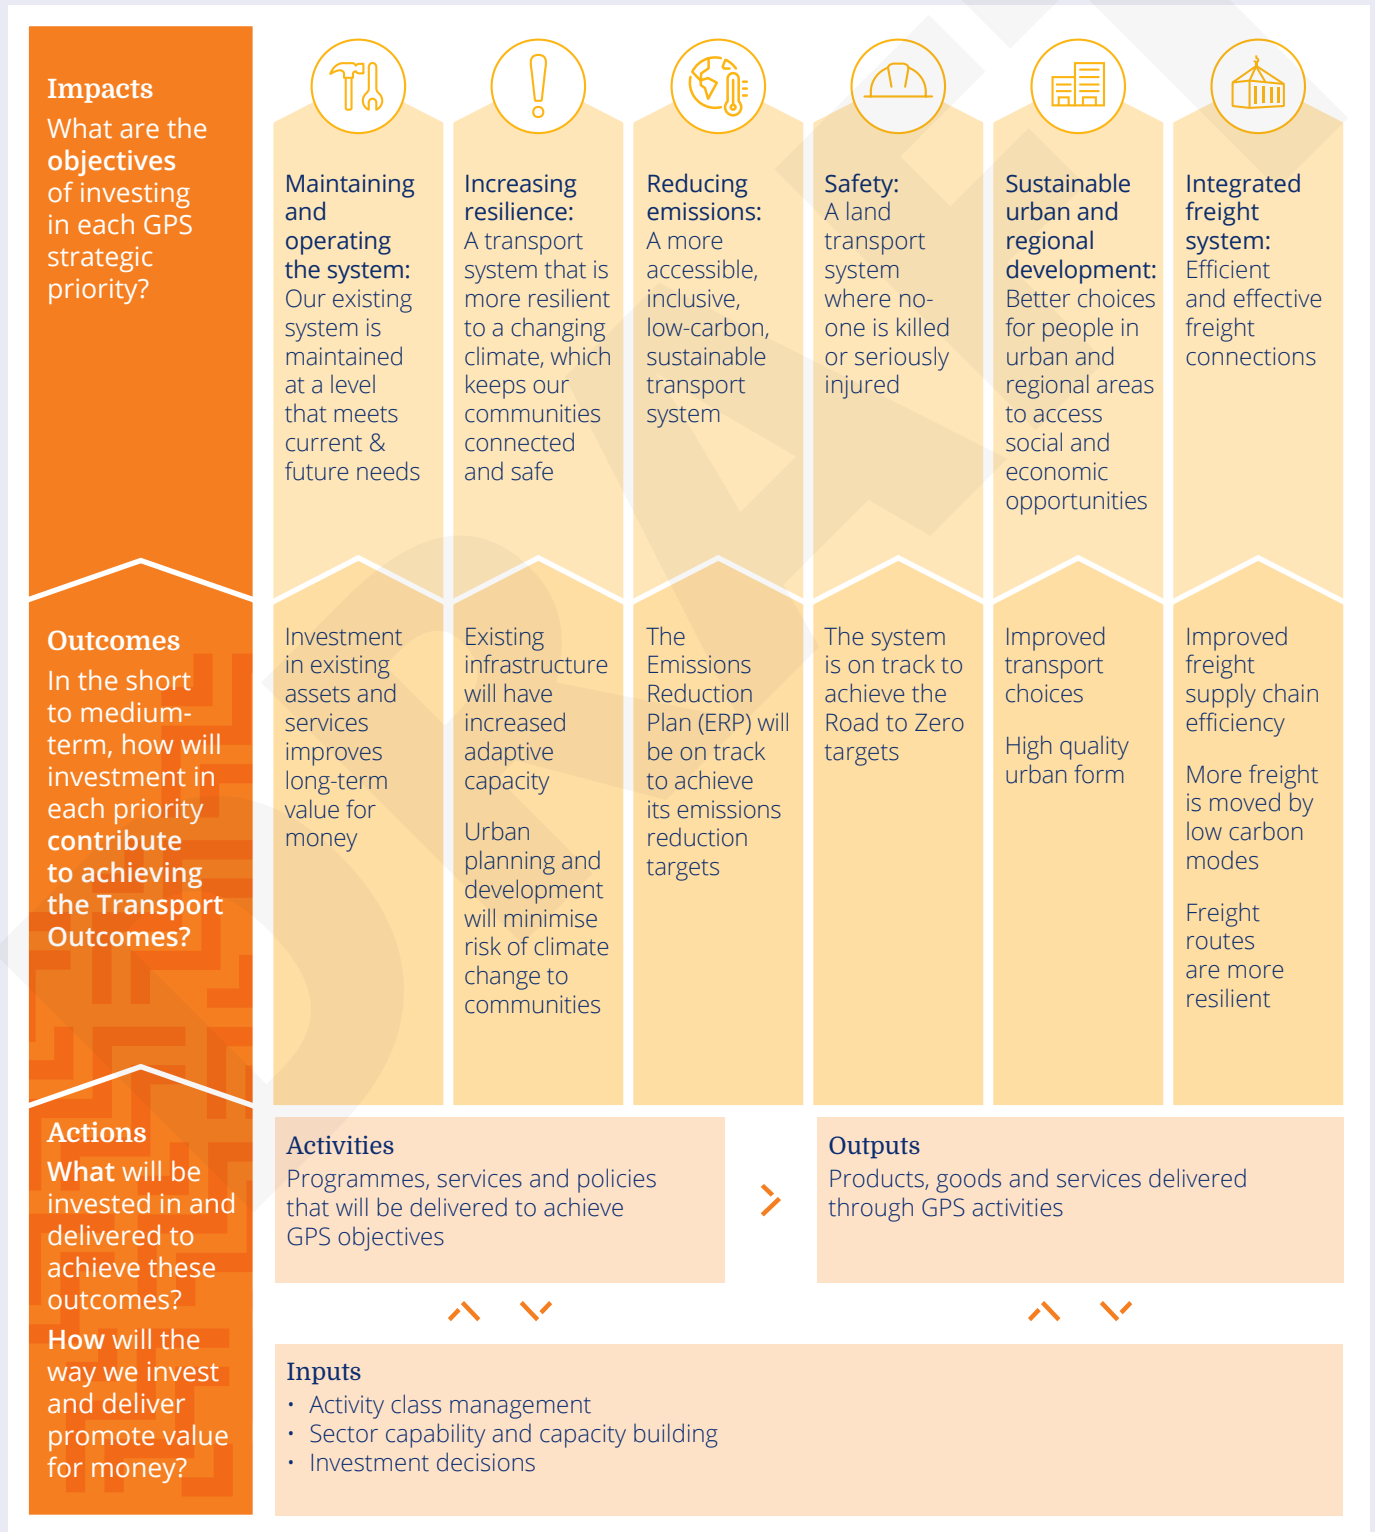 Impacts
What are the
objectives
of investing
in each GPS
strategic
priority?
Maintaining
and
operating
the system:
Our existing
system is
maintained
at a level
that meets
current &
future needs
Increasing
resilience:
A transport
system that is
more resilient
to a changing
climate, which
keeps our
communities
connected
and safe
Reducing
emissions:
A more
accessible,
inclusive,
low-carbon,
sustainable
transport
system
Safety:
A land
transport
system
where no-
one is killed
or seriously
injured
Sustainable
urban and
regional
development:
Better choices
for people in
urban and
regional areas
to access
social and
economic
opportunities
Integrated
freight
system:
Efficient
and effective
freight
connections
Outcomes
In the short
to medium-
term, how will
investment in
each priority
contribute
to achieving
the Transport
Outcomes?
Investment
in existing
assets and
services
improves
long-term
value for
money
Existing
infrastructure
will have
increased
adaptive
capacity
Urban
planning and
development
will minimise
risk of climate
change to
communities
The
Emissions
Reduction
Plan (ERP) will
be on track
to achieve
its emissions
reduction
targets
The system
is on track to
achieve the
Road to Zero
targets
Improved
transport
choices
High quality
urban form
Improved
freight
supply chain
efficiency
More freight
is moved by
low carbon
modes
Freight
routes
are more
resilient
Actions
What will be
invested in and
delivered to
achieve these
outcomes?
How will the
way we invest
and deliver
promote value
for money?
Activities
Programmes, services and policies
that will be delivered to achieve
GPS objectives
Outputs
Products, goods and services delivered
through GPS activities
Inputs
• Activity class management
• Sector capability and capacity building
• Investment decisions
DRAFT